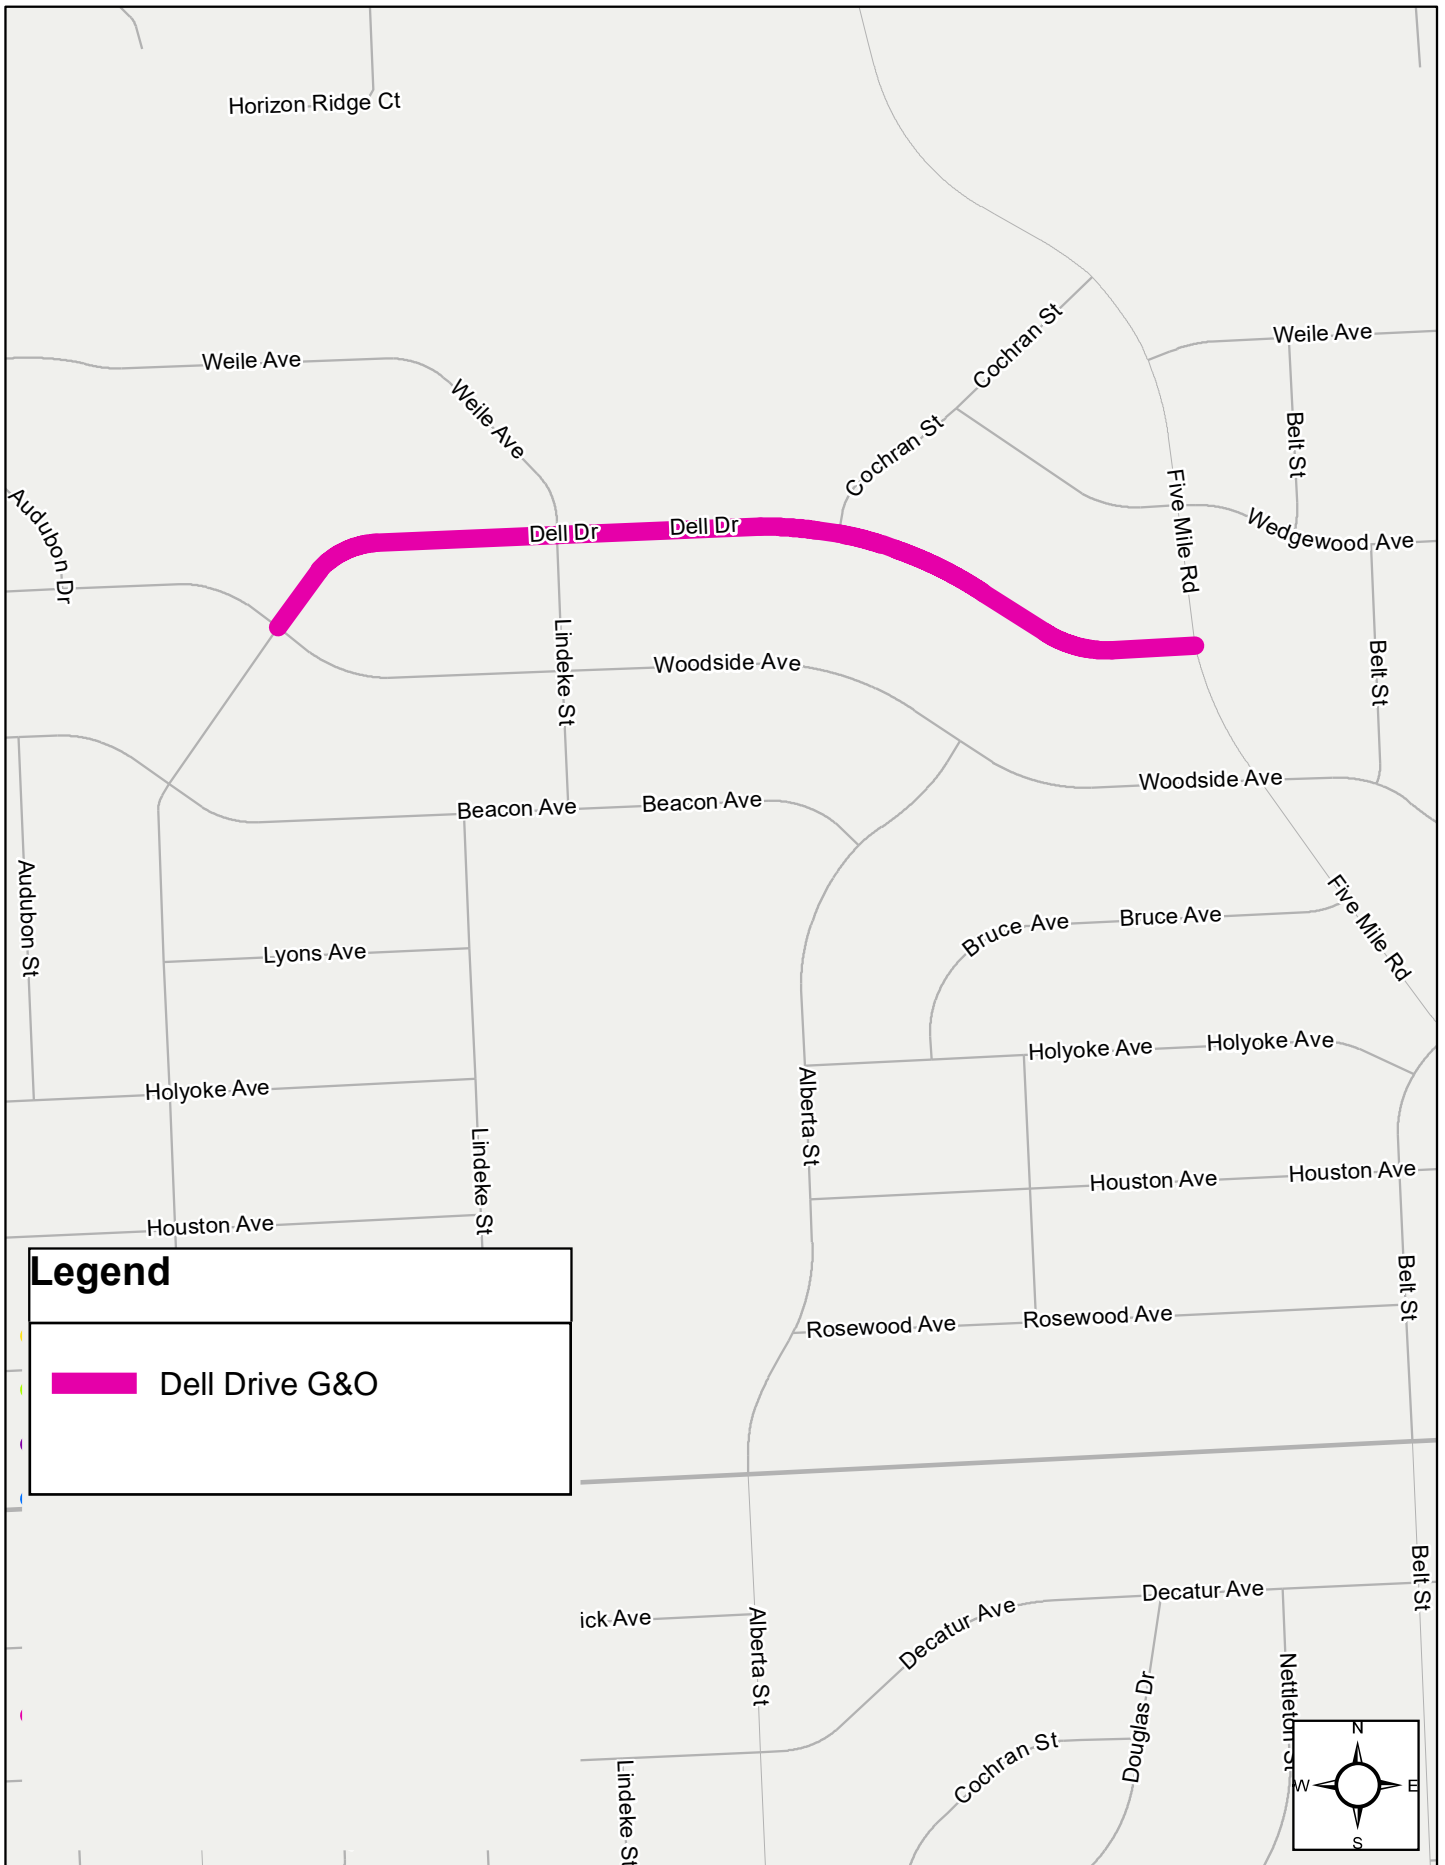 Horizon Ridge Ct
Cochran St
Weile Ave
Weile Ave
Weile Ave
Cochran St
Belt St
Five Mile Rd
Audubon Dr
Wedgewood Ave
Dell Dr
Dell Dr
Lindeke St
Woodside Ave
Belt St
Woodside Ave
Beacon Ave
Beacon Ave
Audubon St
Five Mile Rd
Bruce Ave
Bruce Ave
Lyons Ave
Holyoke Ave
Holyoke Ave
Holyoke Ave
Alberta St
Lindeke St
Houston Ave
Houston Ave
Houston Ave
Belt St
Legend
Rosewood Ave
Rosewood Ave
Dell Drive G&O
Belt St
Decatur Ave
Decatur Ave
ick Ave
Alberta St
Nettleton St
Douglas Dr
Cochran St
Lindeke St
N
W
E
S